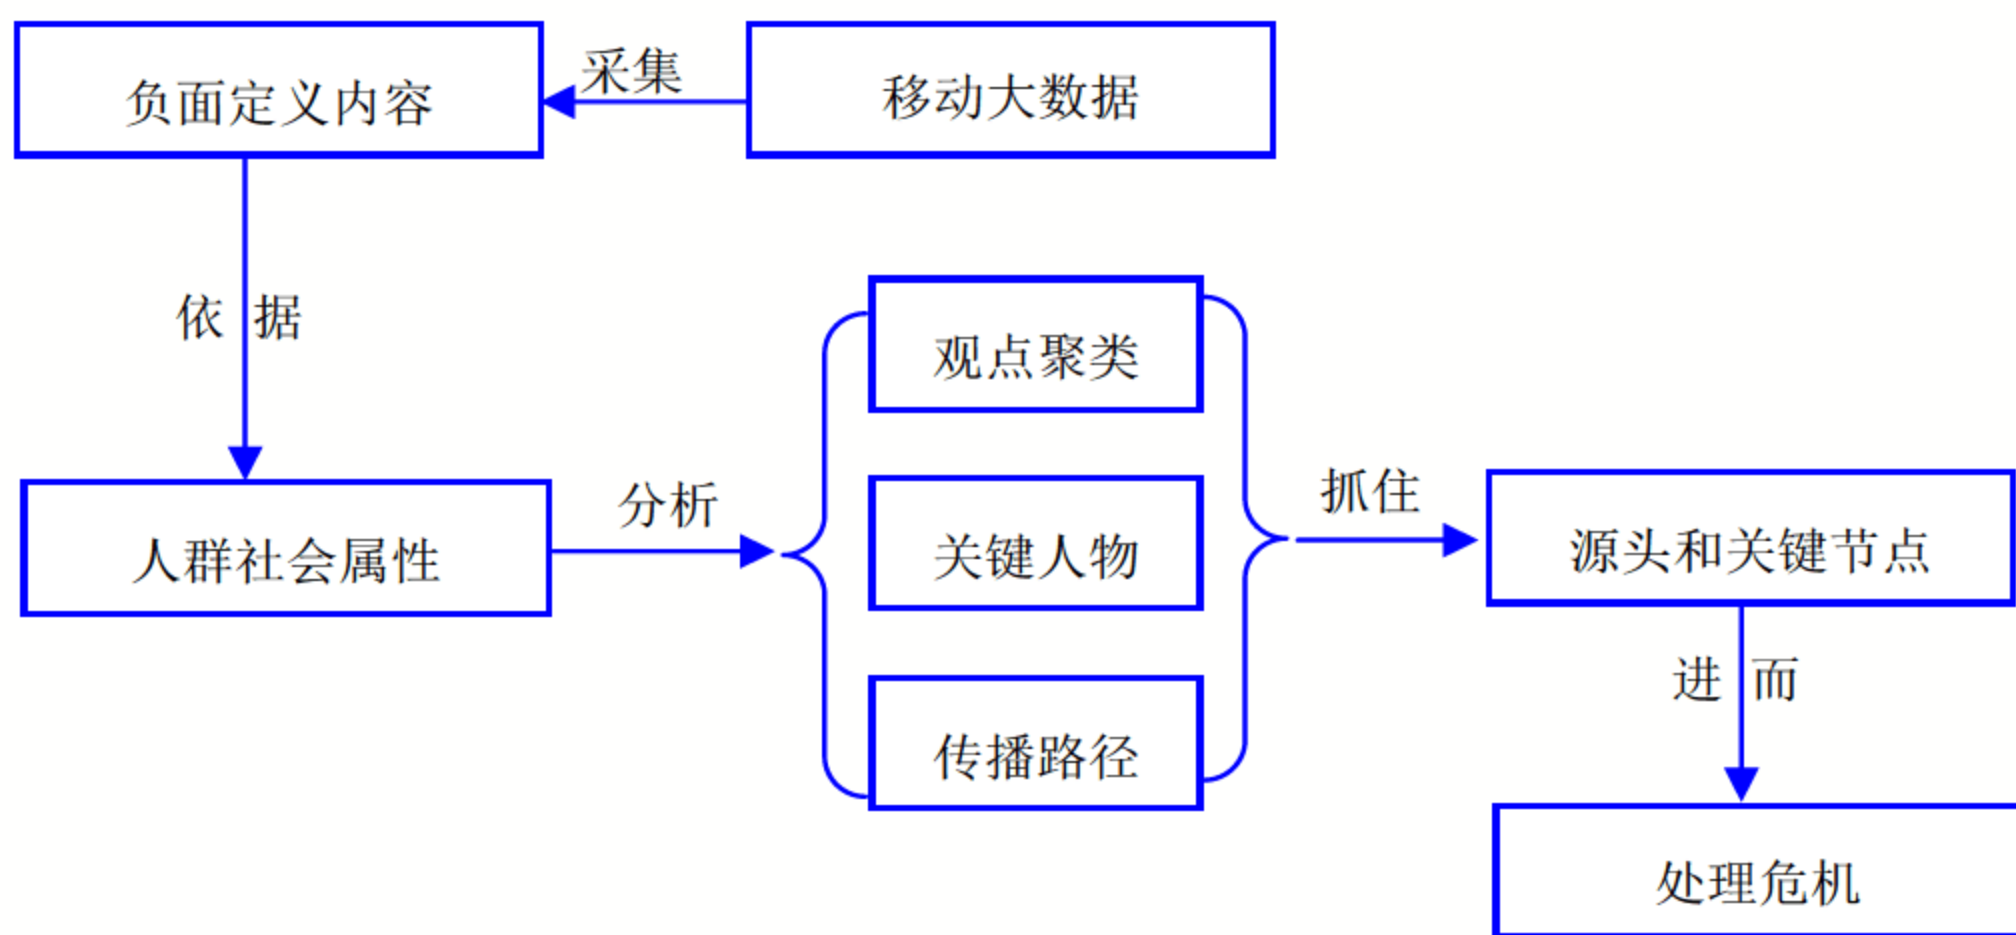 负面定义内容
采集
移动大数据
依据
观点聚类
人群社会属性
分析
关键人物
抓住
源头和关键节点
传播路径
进而
处理危机